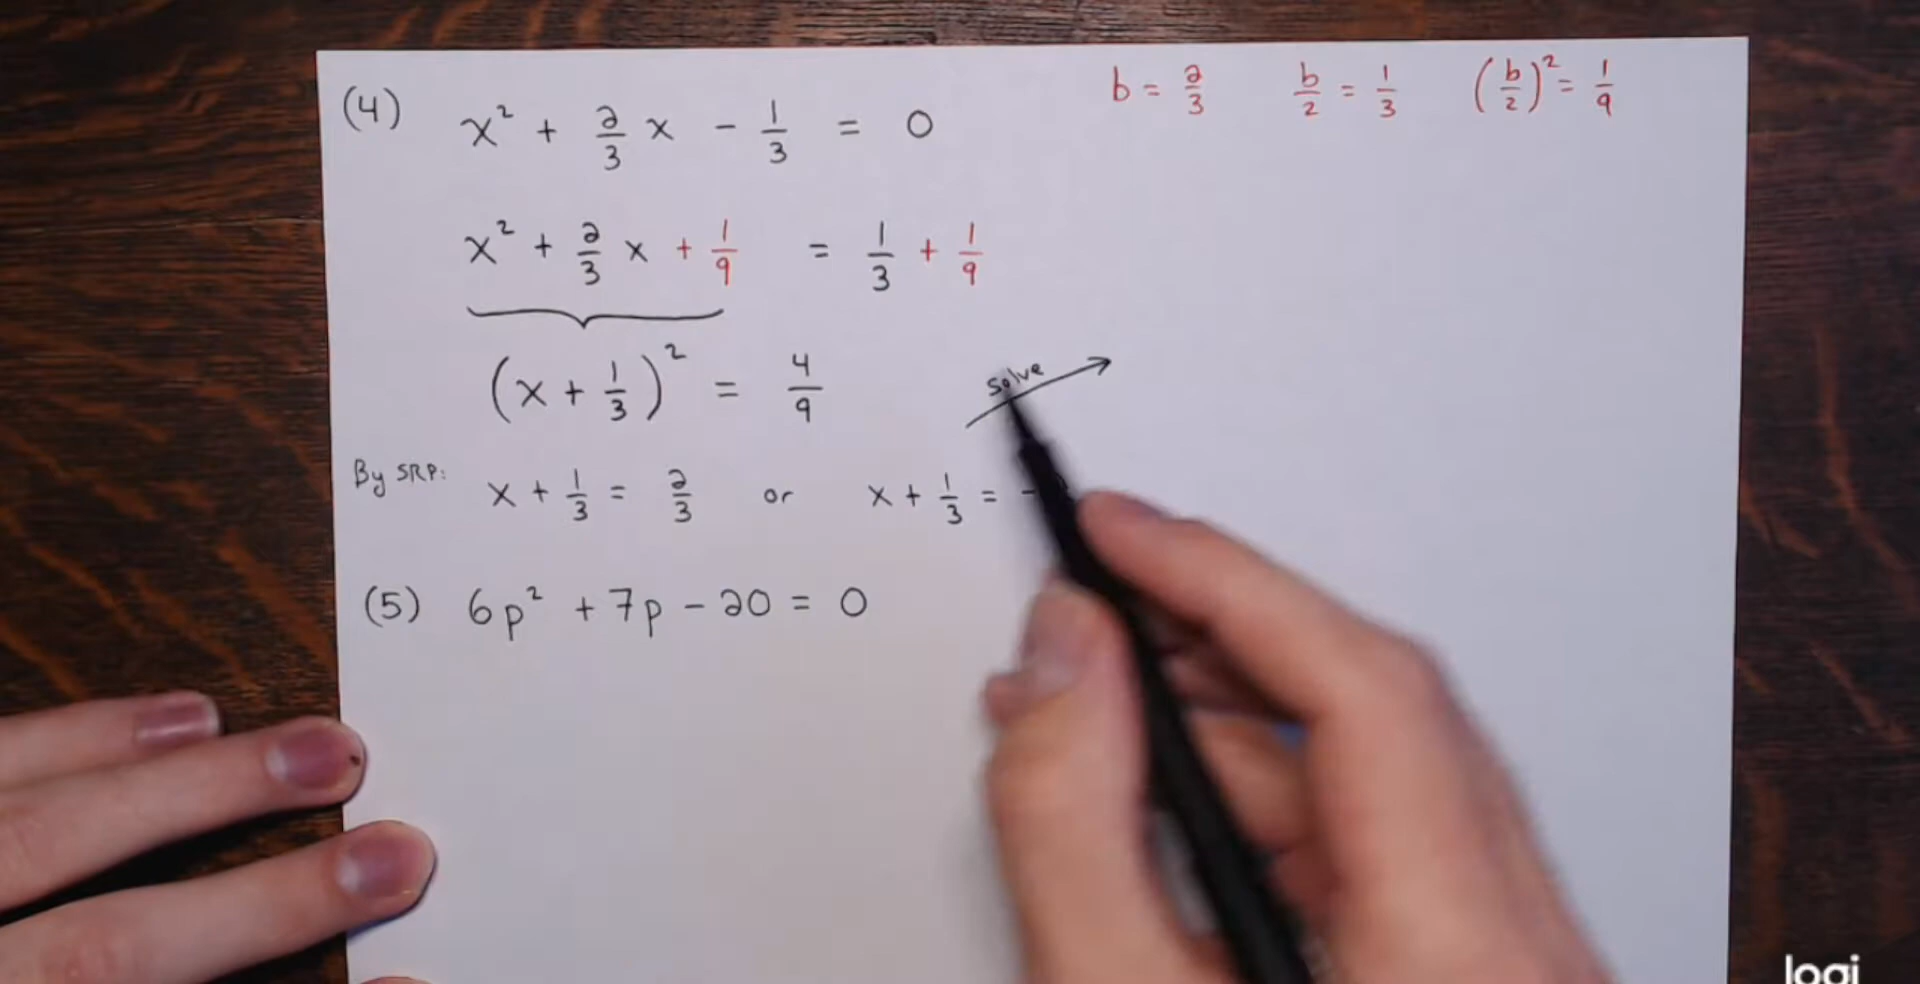 (4) x² + 2/3 x - 1/3 = 0
b = 2/3 b/2 = 1/3 (b/2)² = 1/9
x² + 2/3 x + 1/9 = 1/3 + 1/9
(x + 1/3)² = 4/9
solve
By SRP: x + 1/3 = 2/3 or x + 1/3 = -
(5) 6p² + 7p - 20 = 0
logi